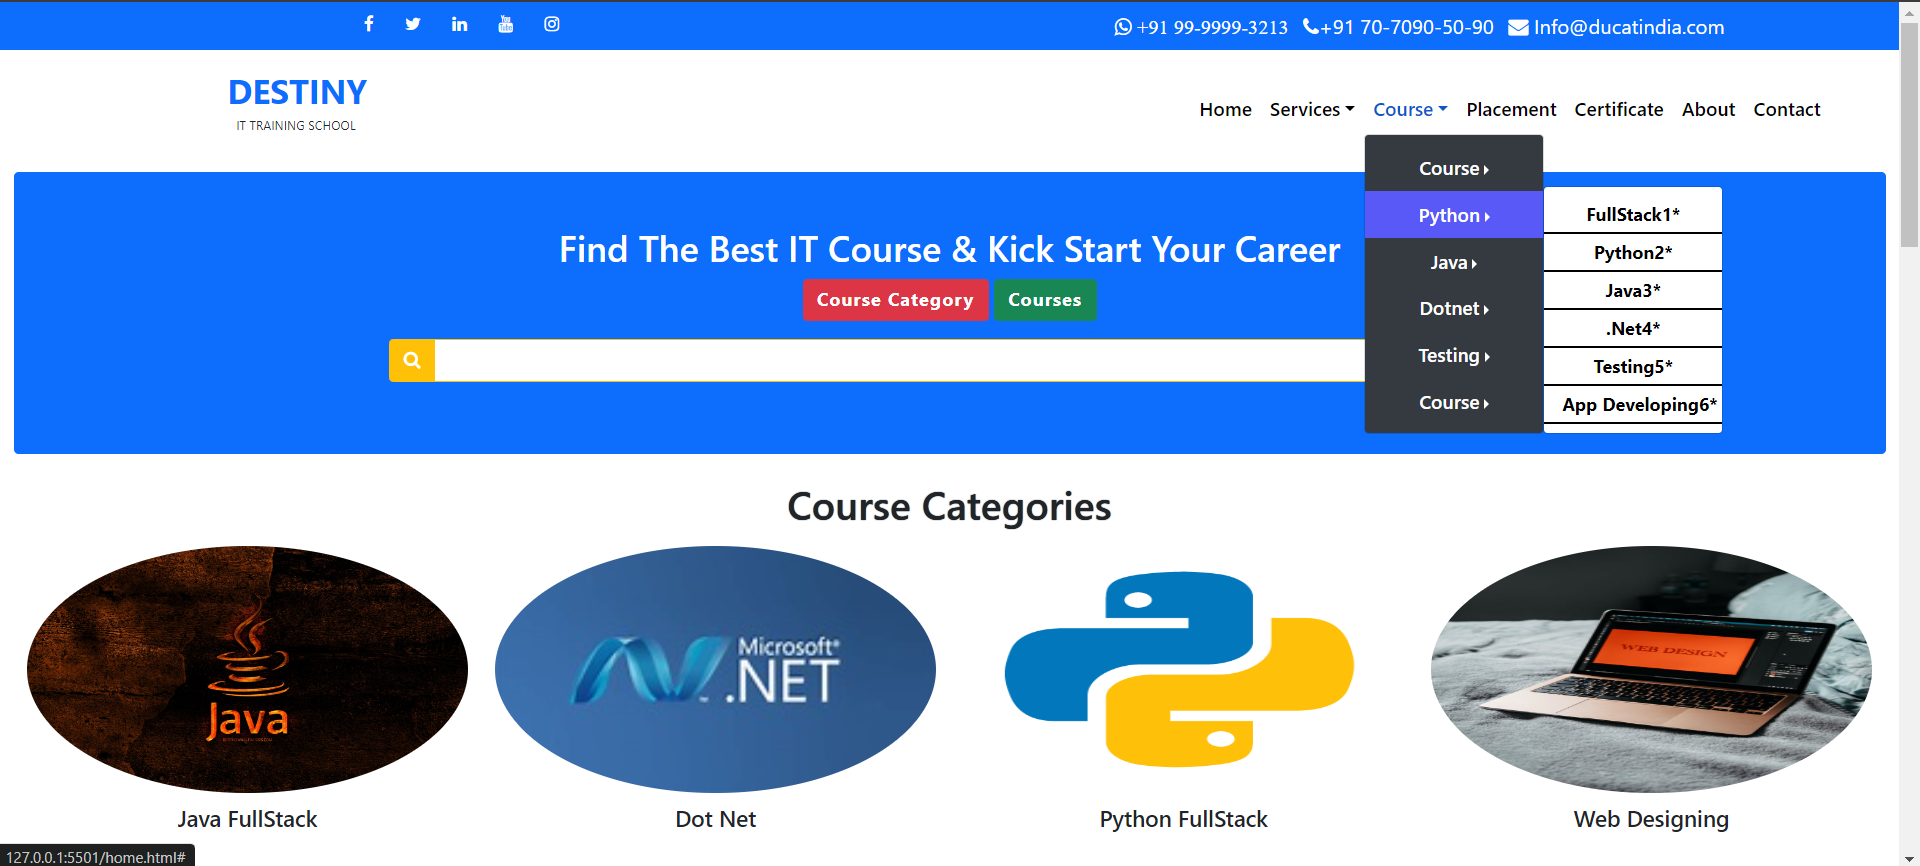 +91 99-9999-3213 +91 70-7090-50-90 Info@ducatindia.com
DESTINY
IT TRAINING SCHOOL
Home Services Course Placement Certificate About Contact
Course
Python
Java
Dotnet
Testing
Course
FullStack1*
Python2*
Java3*
.Net4*
Testing5*
App Developing6*
Find The Best IT Course & Kick Start Your Career
Course Category Courses
Course Categories
Java
Microsoft®
.NET
WEB DESIGN
Java FullStack
Dot Net
Python FullStack
Web Designing
127.0.0.1:5501/home.html#